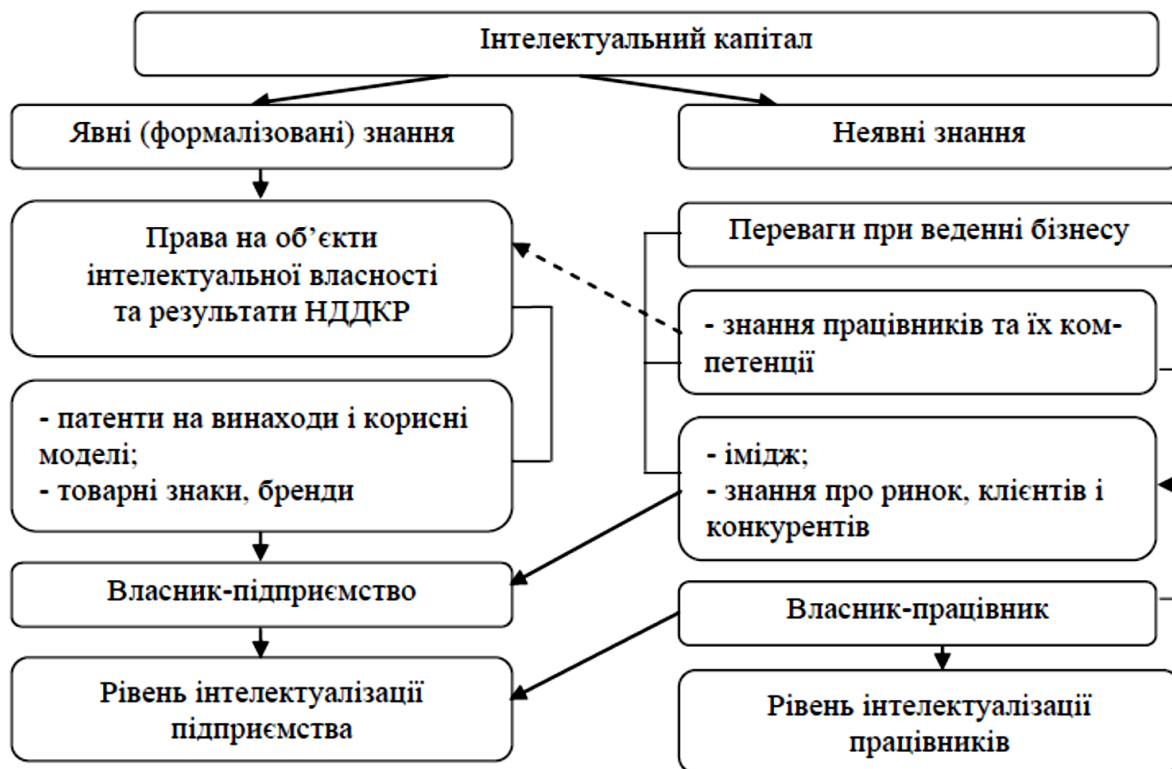 Інтелектуальний капітал
Явні (формалізовані) знання
Неявні знання
Права на об’єкти
інтелектуальної власності
та результати НДДКР
- патенти на винаходи і корисні
моделі;
- товарні знаки, бренди
Переваги при веденні бізнесу
- знання працівників та їх ком-
петенції
- імідж;
- знання про ринок, клієнтів і
конкурентів
Власник-підприємство
Власник-працівник
Рівень інтелектуалізації
підприємства
Рівень інтелектуалізації
працівників